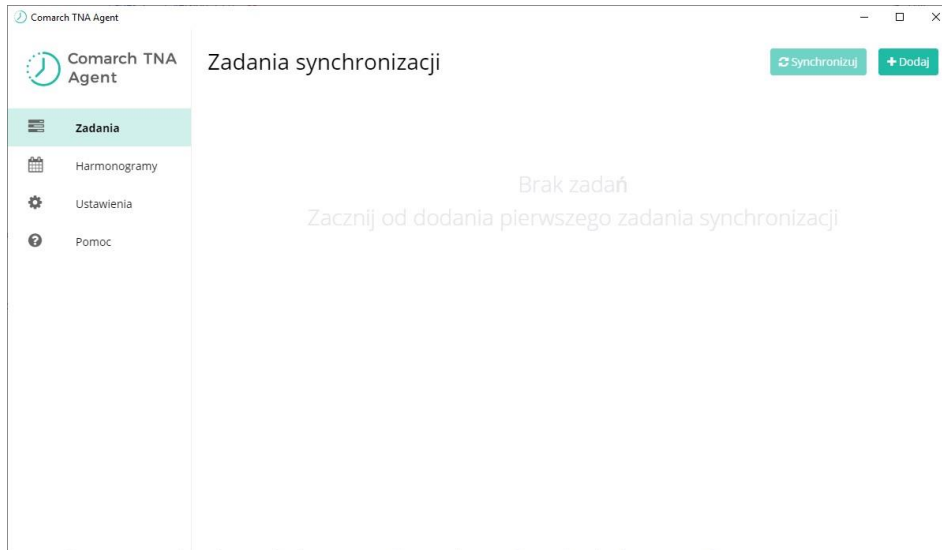 Comarch TNA Agent
Comarch TNA
Agent
Zadania synchronizacji
Synchronizuj
+ Dodaj
Zadania
Harmonogramy
Ustawienia
Pomoc
Brak zadań
Zacznij od dodania pierwszego zadania synchronizacji